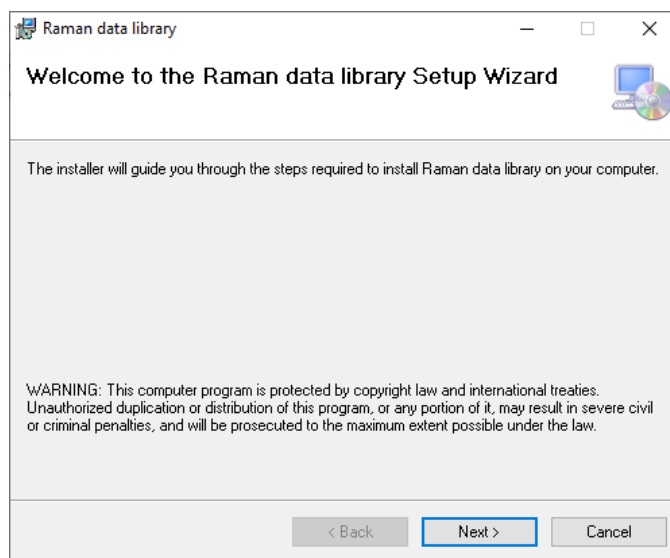 Raman data library
Welcome to the Raman data library Setup Wizard
The installer will guide you through the steps required to install Raman data library on your computer.
WARNING: This computer program is protected by copyright law and international treaties.
Unauthorized duplication or distribution of this program, or any portion of it, may result in severe civil
or criminal penalties, and will be prosecuted to the maximum extent possible under the law.
< Back
Next >
Cancel